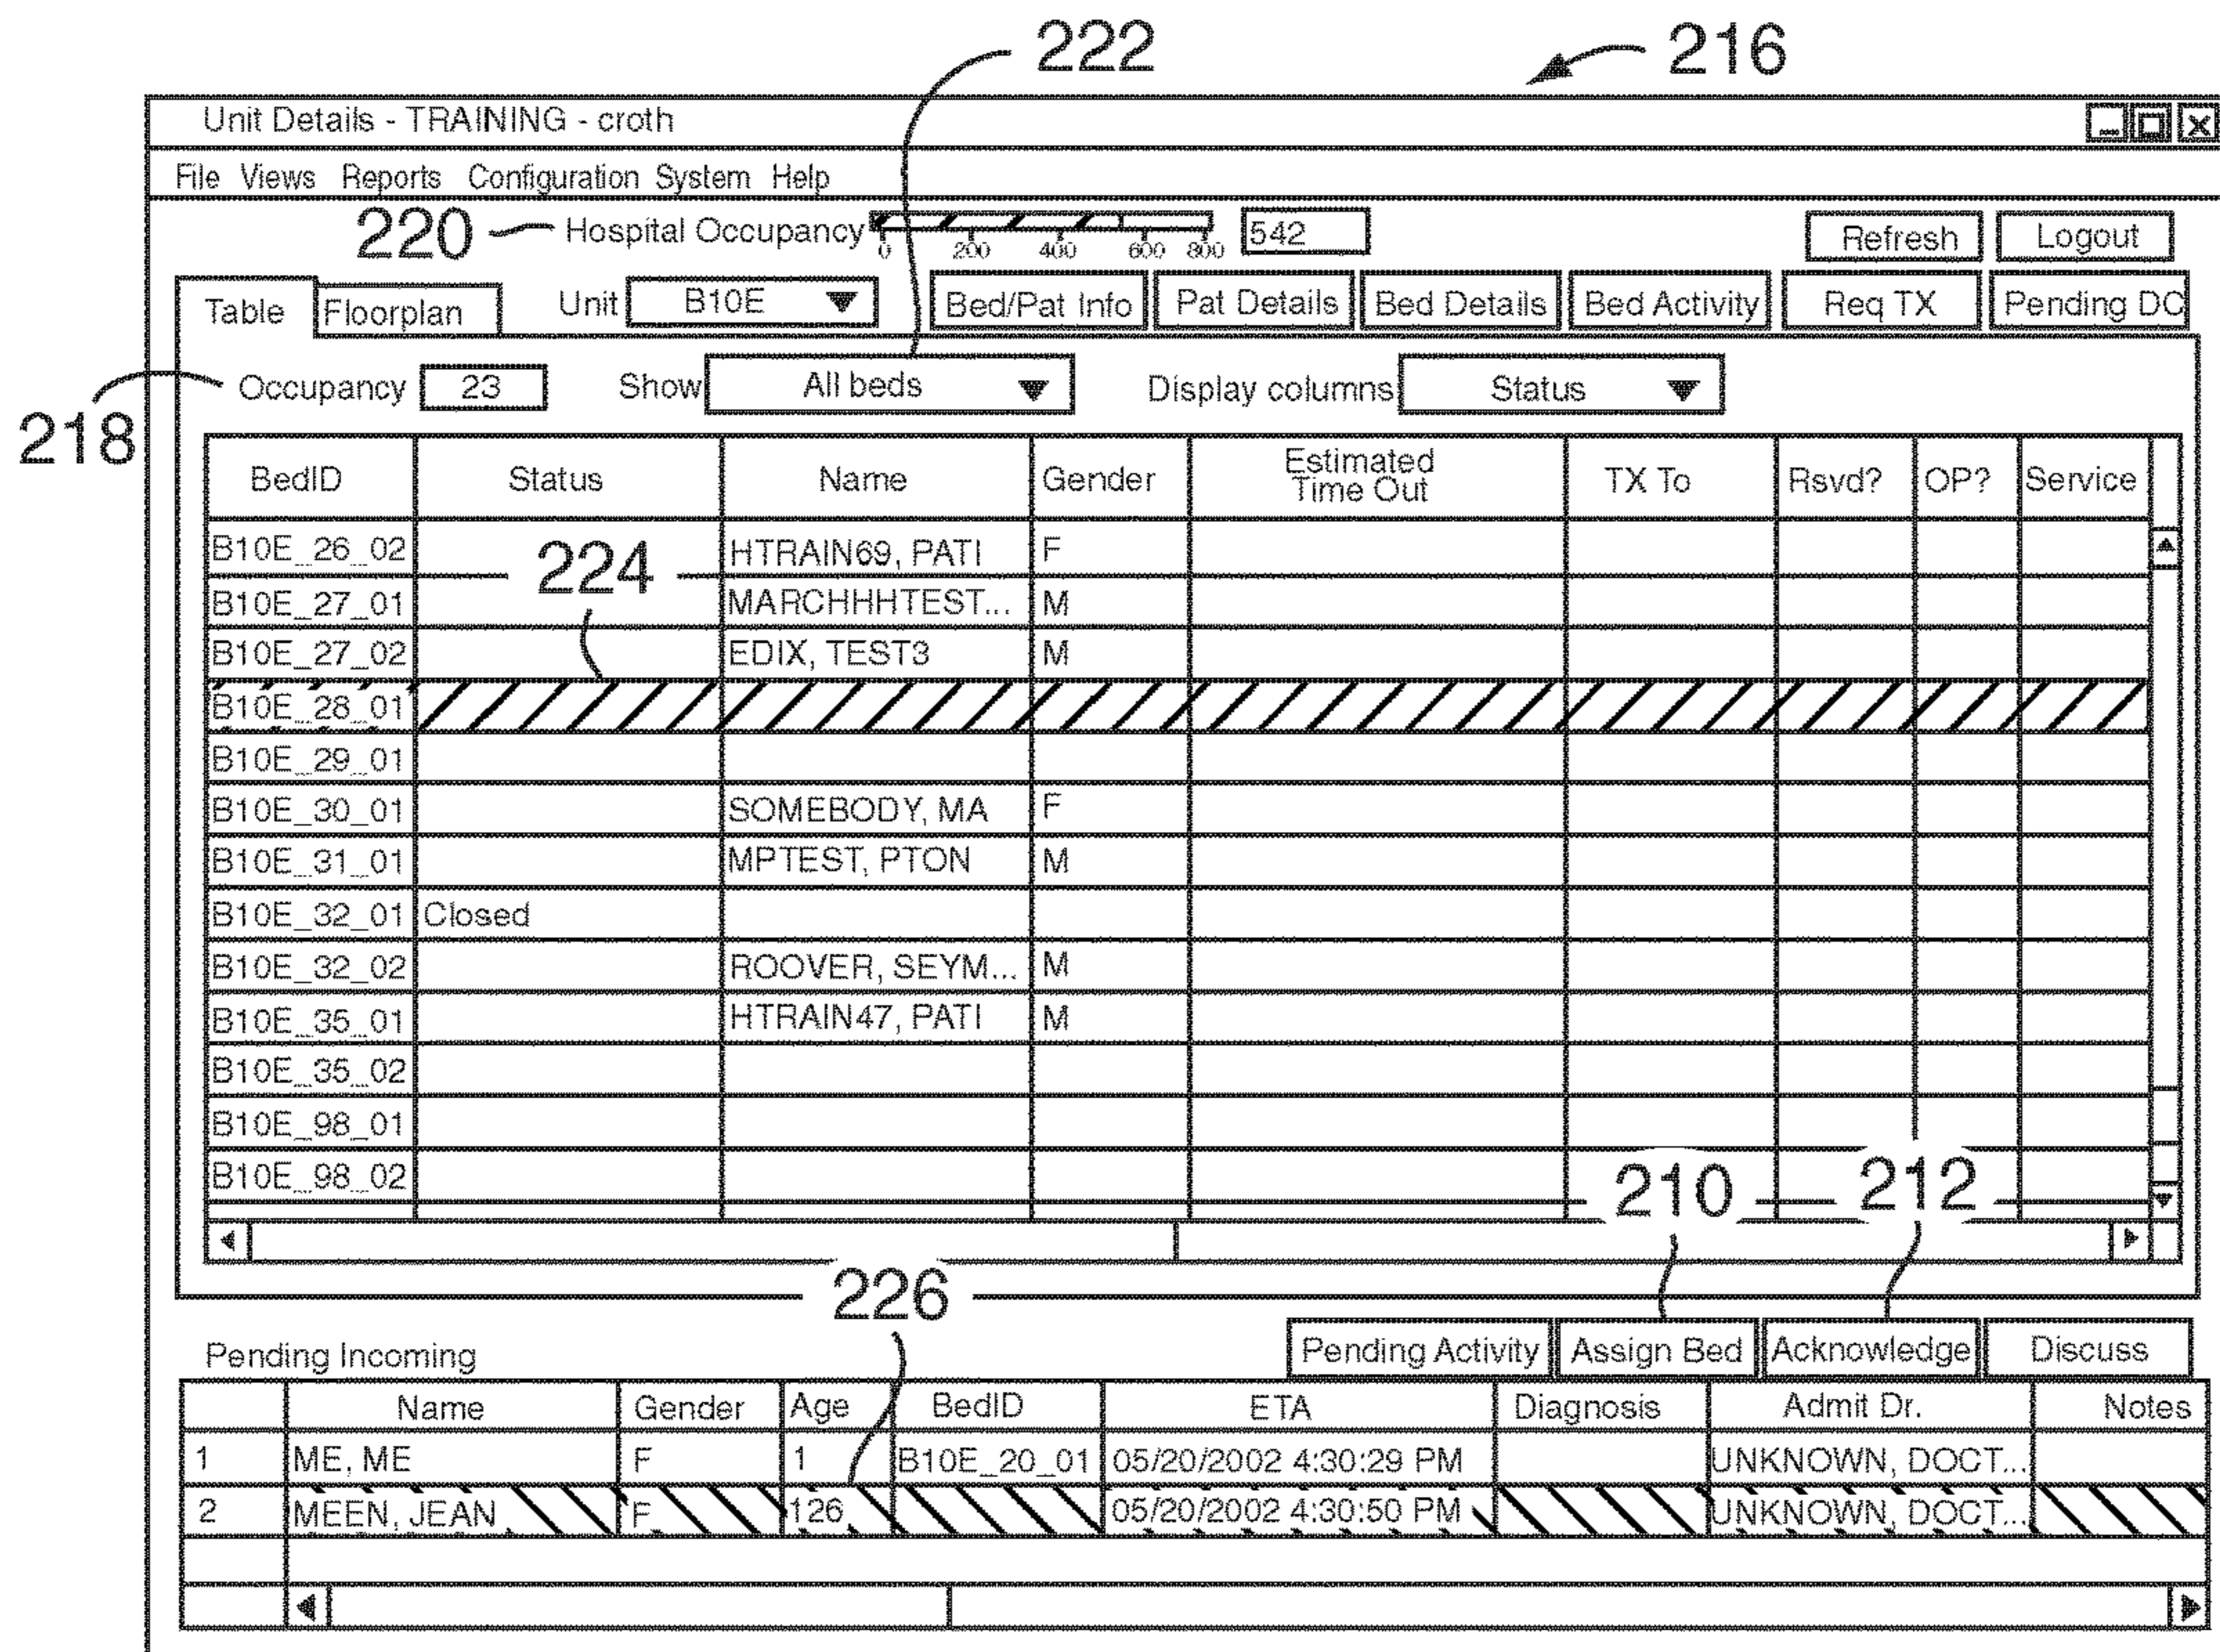 222
216
Unit Details - TRAINING - croth
File Views Reports Configuration System Help
220 Hospital Occupancy 0 200 400 600 800 542 Refresh Logout
Table Floorplan Unit B10E Bed/Pat Info Pat Details Bed Details Bed Activity Req TX Pending DC
218 Occupancy 23 Show All beds Display columns Status
BedID Status Name Gender Estimated Time Out TX To Rsvd? OP? Service
B10E_26_02 HTRAIN69, PATI F
224
B10E_27_01 MARCHHHTEST... M
B10E_27_02 EDIX, TEST3 M
B10E_28_01
B10E_29_01
B10E_30_01 SOMEBODY, MA F
B10E_31_01 MPTEST, PTON M
B10E_32_01 Closed
B10E_32_02 ROOVER, SEYM... M
B10E_35_01 HTRAIN47, PATI M
B10E_35_02
B10E_98_01
B10E_98_02
210 212
226
Pending Incoming Pending Activity Assign Bed Acknowledge Discuss
Name Gender Age BedID ETA Diagnosis Admit Dr. Notes
1 ME, ME F 1 B10E_20_01 05/20/2002 4:30:29 PM UNKNOWN, DOCT...
2 MEEN, JEAN F 126 05/20/2002 4:30:50 PM UNKNOWN, DOCT...